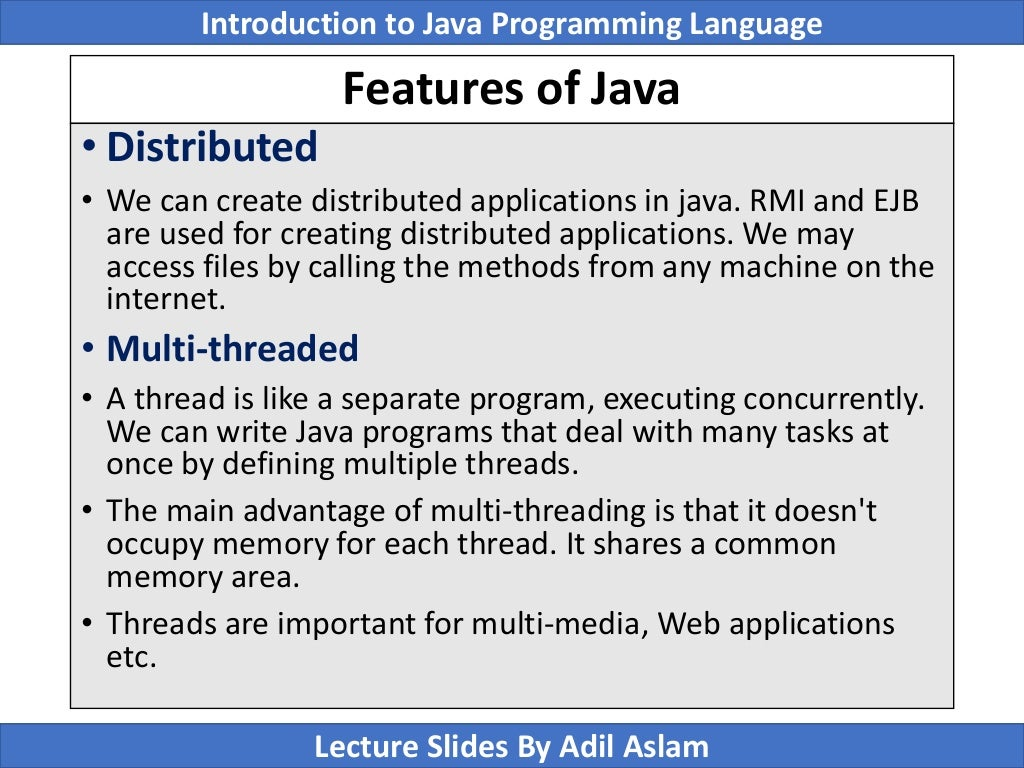 Introduction to Java Programming Language
Features of Java
• Distributed
• We can create distributed applications in java. RMI and EJB
are used for creating distributed applications. We may
access files by calling the methods from any machine on the
internet.
• Multi-threaded
• A thread is like a separate program, executing concurrently.
We can write Java programs that deal with many tasks at
once by defining multiple threads.
• The main advantage of multi-threading is that it doesn't
occupy memory for each thread. It shares a common
memory area.
• Threads are important for multi-media, Web applications
etc.
Lecture Slides By Adil Aslam